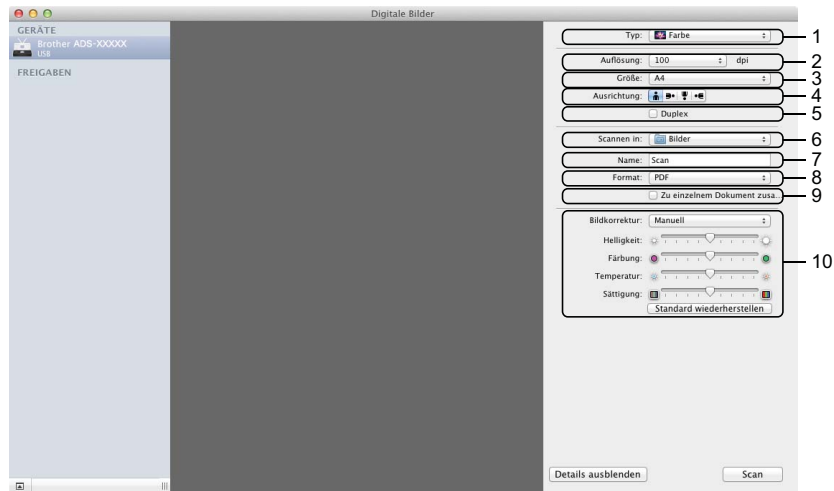 Digitale Bilder
GERÄTE
Brother ADS-XXXXX
USB
FREIGABEN
Typ: Farbe 1
Auflösung: 100 dpi 2
Größe: A4 3
Ausrichtung: 4
Duplex 5
Scannen in: Bilder 6
Name: Scan 7
Format: PDF 8
Zu einzelnem Dokument zusa... 9
Bildkorrektur: Manuell
Helligkeit:
Färbung: 10
Temperatur:
Sättigung:
Standard wiederherstellen
Details ausblenden Scan